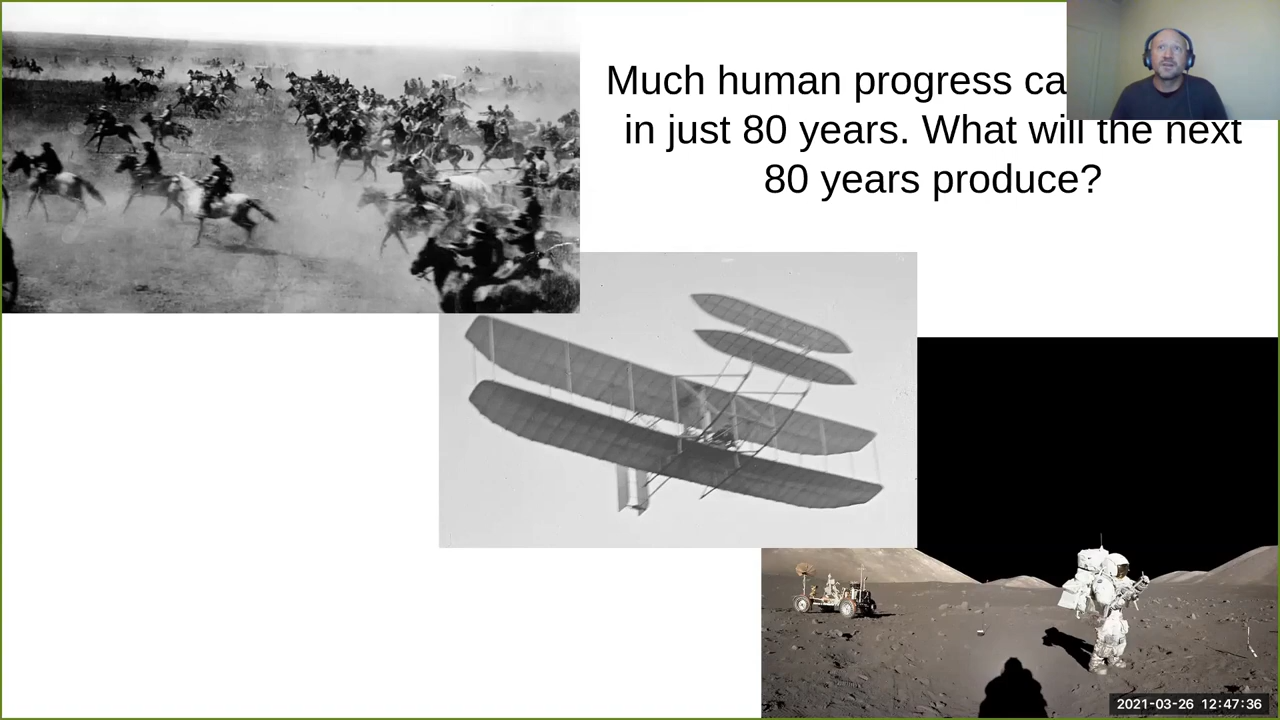 Much human progress ca
in just 80 years. What will the next
80 years produce?
2021-03-26 12:47:36